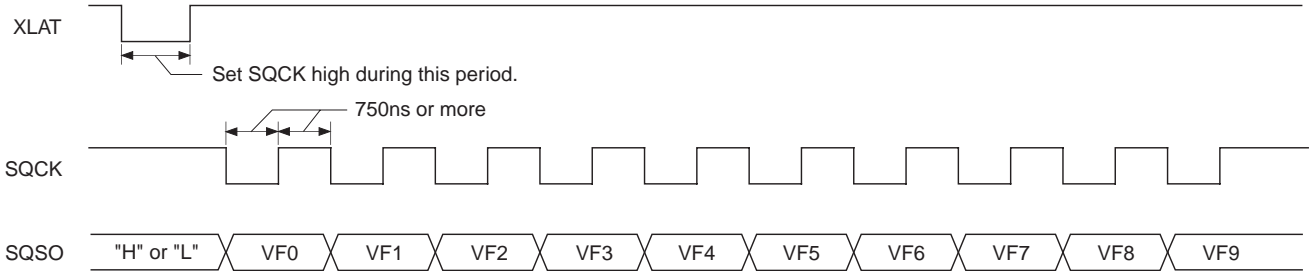 XLAT
Set SQCK high during this period.
750ns or more
SQCK
SQSO "H" or "L" VF0 VF1 VF2 VF3 VF4 VF5 VF6 VF7 VF8 VF9